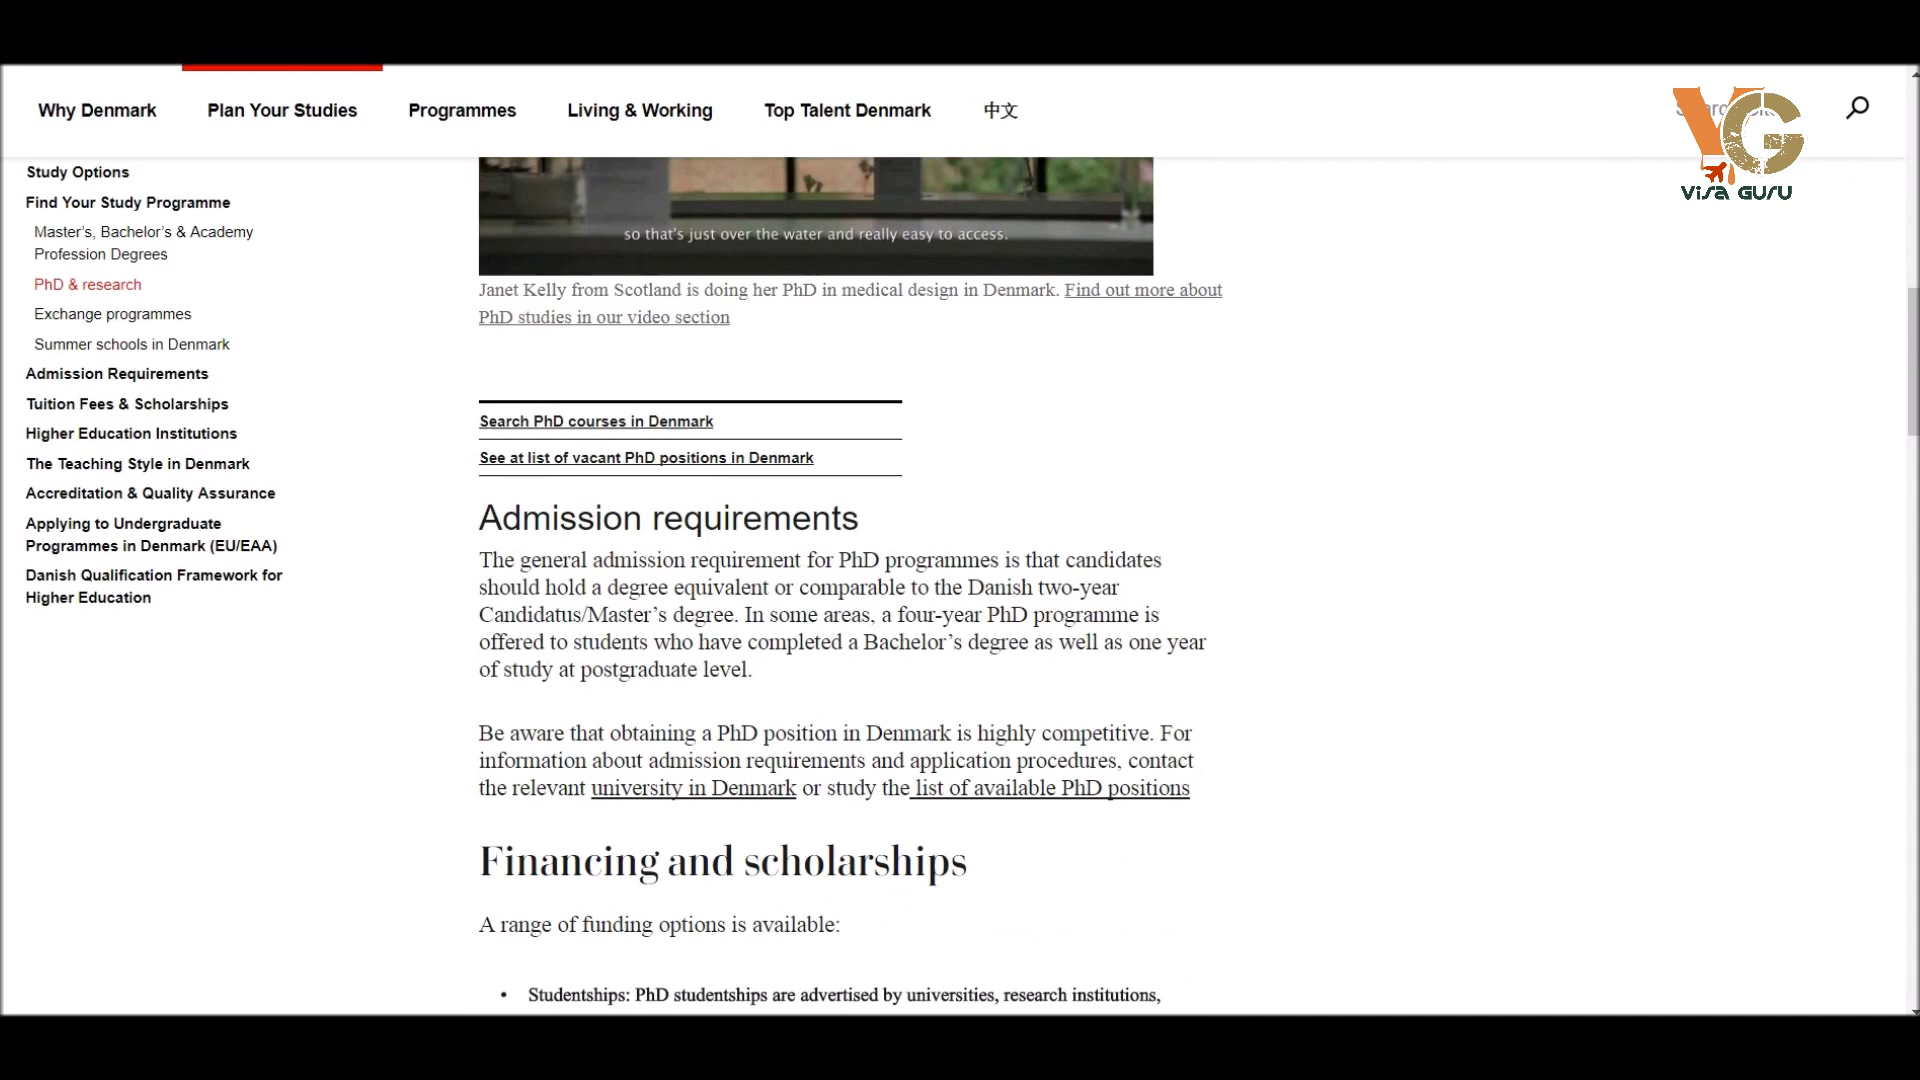 Why Denmark
Plan Your Studies
Programmes
Living & Working
Top Talent Denmark
中文
VG
Visa Guru
Study Options
Find Your Study Programme
Master’s, Bachelor’s & Academy
Profession Degrees
PhD & research
Exchange programmes
Summer schools in Denmark
Admission Requirements
Tuition Fees & Scholarships
Higher Education Institutions
The Teaching Style in Denmark
Accreditation & Quality Assurance
Applying to Undergraduate
Programmes in Denmark (EU/EAA)
Danish Qualification Framework for
Higher Education
so that's just over the water and really easy to access.
Janet Kelly from Scotland is doing her PhD in medical design in Denmark. Find out more about
PhD studies in our video section
Search PhD courses in Denmark
See at list of vacant PhD positions in Denmark
Admission requirements
The general admission requirement for PhD programmes is that candidates
should hold a degree equivalent or comparable to the Danish two-year
Candidatus/Master’s degree. In some areas, a four-year PhD programme is
offered to students who have completed a Bachelor’s degree as well as one year
of study at postgraduate level.
Be aware that obtaining a PhD position in Denmark is highly competitive. For
information about admission requirements and application procedures, contact
the relevant university in Denmark or study the list of available PhD positions
Financing and scholarships
A range of funding options is available:
• Studentships: PhD studentships are advertised by universities, research institutions,